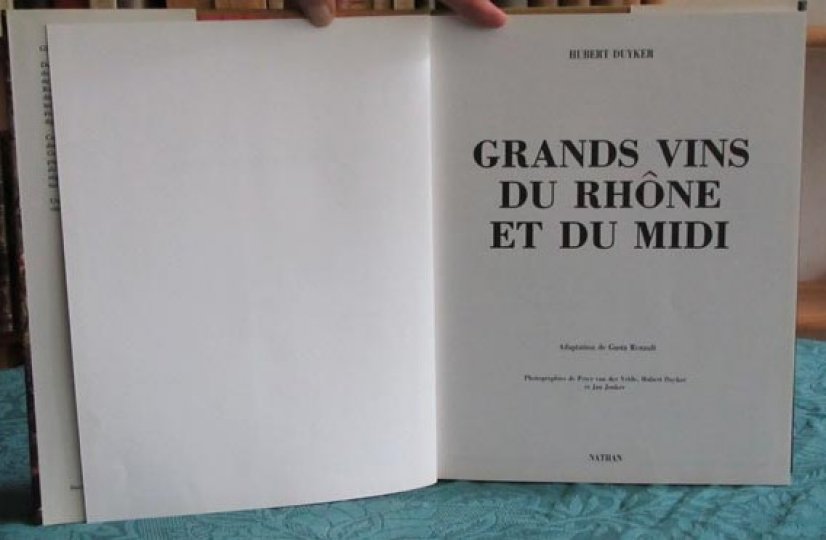 HUBERT DUYKER
GRANDS VINS
DU RHÔNE
ET DU MIDI
Adaptation de Gusta Renault
Photographies de Peter van der Velde, Hubert Duyker
et Jan Jonker
NATHAN